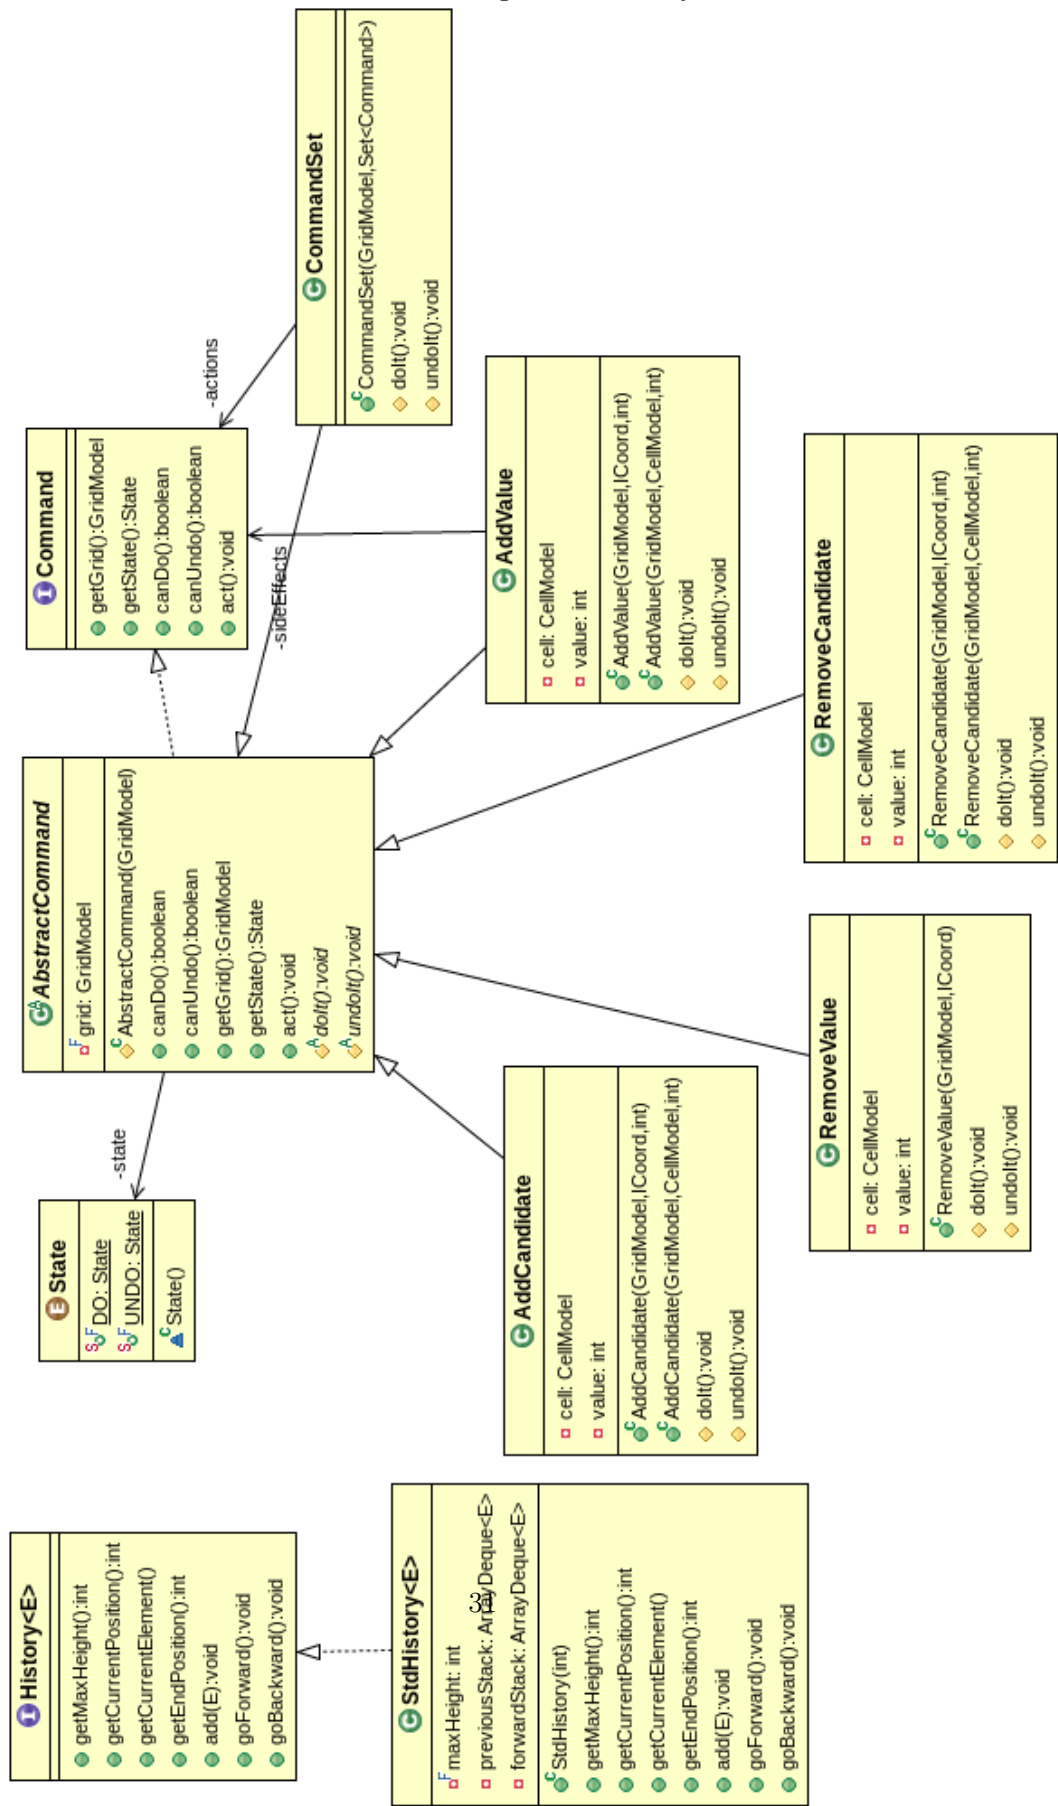 History<E>
getMaxHeight():int
getCurrentPosition():int
getCurrentElement()
getEndPosition():int
add(E):void
goForward():void
goBackward():void
StdHistory<E>
maxHeight: int
previousStack: ArrayDeque<E>
forwardStack: ArrayDeque<E>
StdHistory(int)
getMaxHeight():int
getCurrentPosition():int
getCurrentElement()
getEndPosition():int
add(E):void
goForward():void
goBackward():void
State
DO: State
UNDO: State
State()
-state
AbstractCommand
grid: GridModel
AbstractCommand(GridModel)
canDo():boolean
canUndo():boolean
getGrid():GridModel
getState():State
act():void
doIt():void
undoIt():void
Command
getGrid():GridModel
getState():State
canDo():boolean
canUndo():boolean
act():void
-actions
-sideEffects
CommandSet
CommandSet(GridModel,Set<Command>)
doIt():void
undoIt():void
AddCandidate
cell: CellModel
value: int
AddCandidate(GridModel,ICoord,int)
AddCandidate(GridModel,CellModel,int)
doIt():void
undoIt():void
AddValue
cell: CellModel
value: int
AddValue(GridModel,ICoord,int)
AddValue(GridModel,CellModel,int)
doIt():void
undoIt():void
RemoveValue
cell: CellModel
value: int
RemoveValue(GridModel,ICoord)
doIt():void
undoIt():void
RemoveCandidate
cell: CellModel
value: int
RemoveCandidate(GridModel,ICoord,int)
RemoveCandidate(GridModel,CellModel,int)
doIt():void
undoIt():void